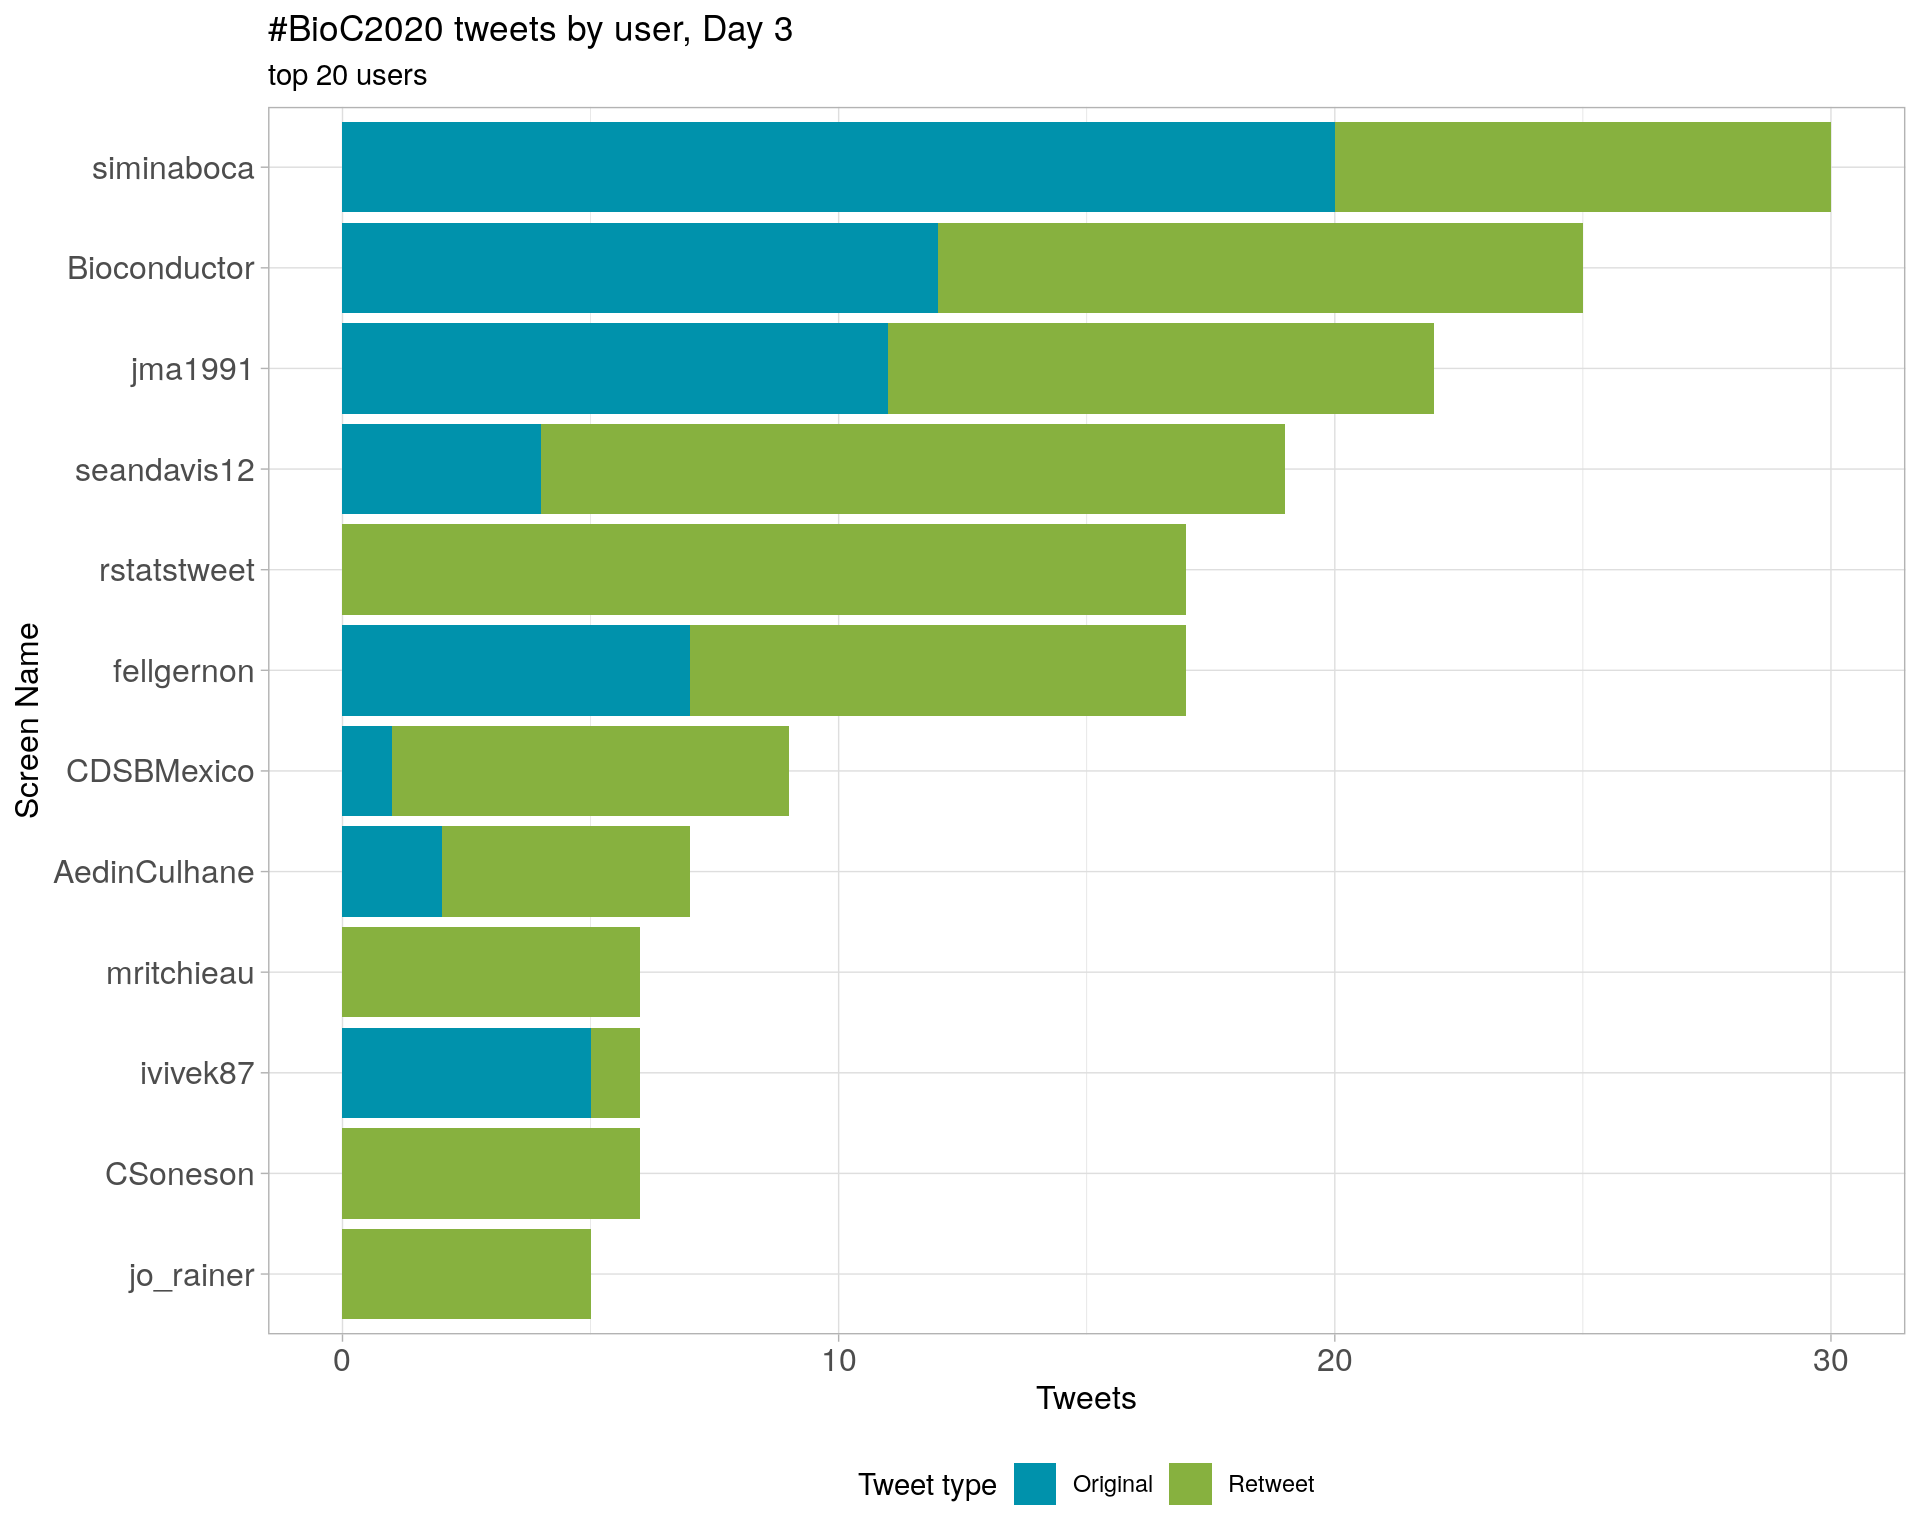 #BioC2020 tweets by user, Day 3
top 20 users
Screen Name
siminaboca
Bioconductor
jma1991
seandavis12
rstatstweet
fellgernon
CDSBMexico
AedinCulhane
mritchieau
ivivek87
CSoneson
jo_rainer
0 10 20 30
Tweets
Tweet type Original Retweet